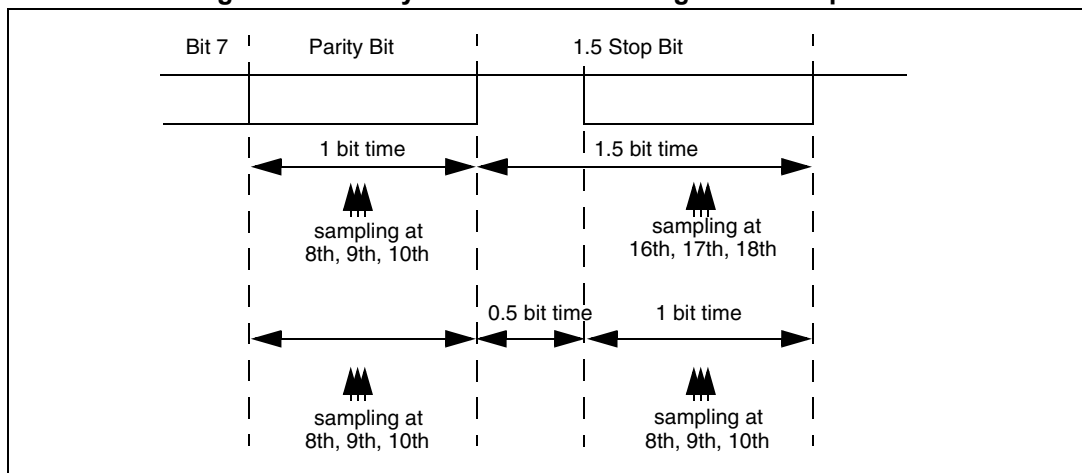 Bit 7 Parity Bit 1.5 Stop Bit
1 bit time 1.5 bit time
sampling at
8th, 9th, 10th
sampling at
16th, 17th, 18th
0.5 bit time 1 bit time
sampling at
8th, 9th, 10th
sampling at
8th, 9th, 10th